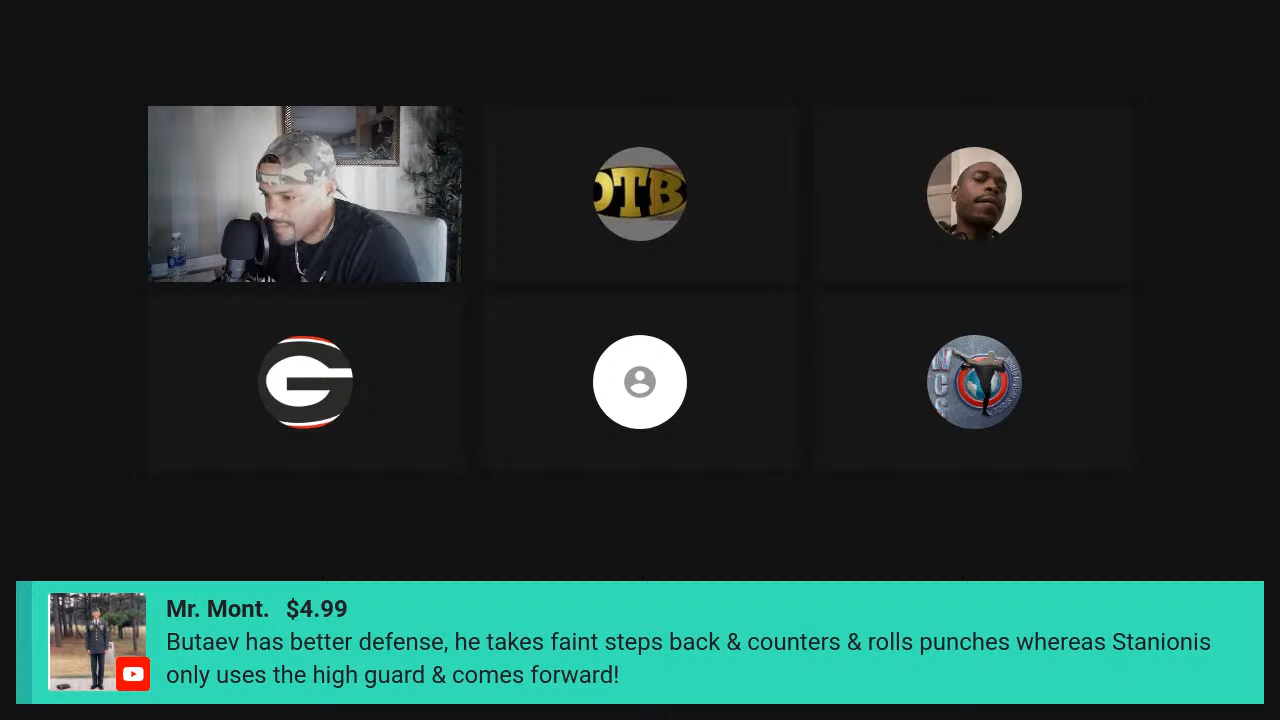 OTB
G
Mr. Mont. $4.99
Butaev has better defense, he takes faint steps back & counters & rolls punches whereas Stanionis
only uses the high guard & comes forward!